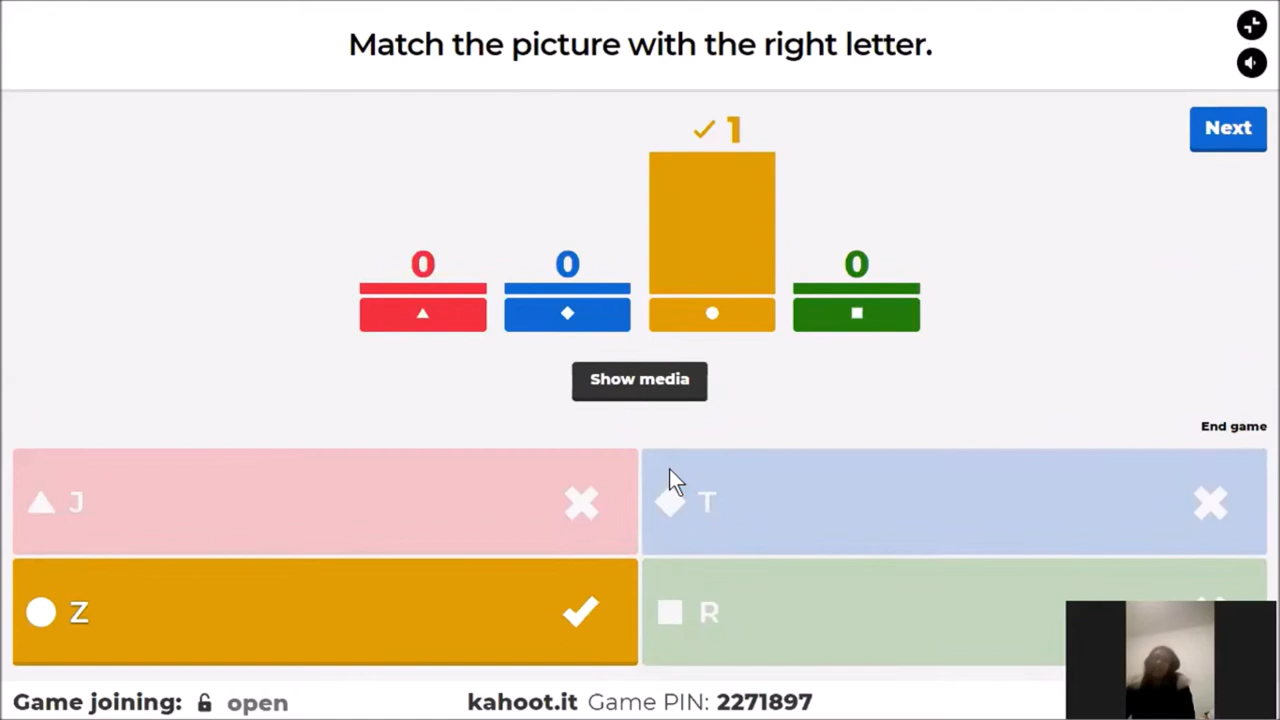 Match the picture with the right letter.
Next
1
0
0
0
Show media
End game
J
T
Z
R
Game joining: open
kahoot.it Game PIN: 2271897